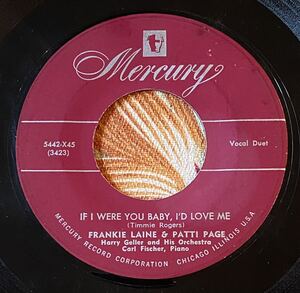 Mercury
5442-X45
(3423)
Vocal Duet
IF I WERE YOU BABY, I'D LOVE ME
(Timmie Rogers)
FRANKIE LAINE & PATTI PAGE
Harry Geller and His Orchestra
Carl Fischer, Piano
MERCURY RECORD CORPORATION CHICAGO ILLINOIS U.S.A